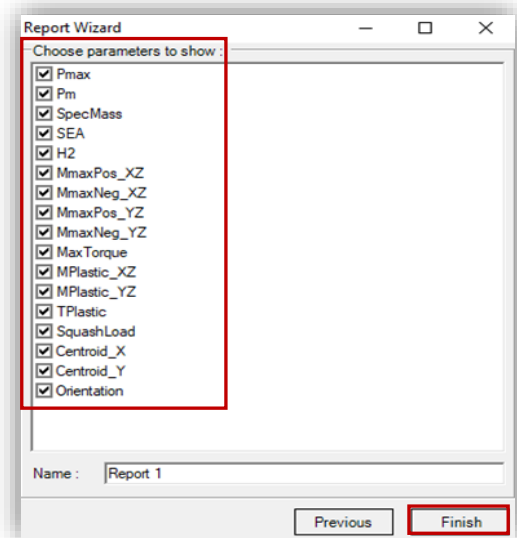 Report Wizard
Choose parameters to show :
Pmax
Pm
SpecMass
SEA
H2
MmaxPos_XZ
MmaxNeg_XZ
MmaxPos_YZ
MmaxNeg_YZ
MaxTorque
MPlastic_XZ
MPlastic_YZ
TPlastic
SquashLoad
Centroid_X
Centroid_Y
Orientation
Name : Report 1
Previous Finish